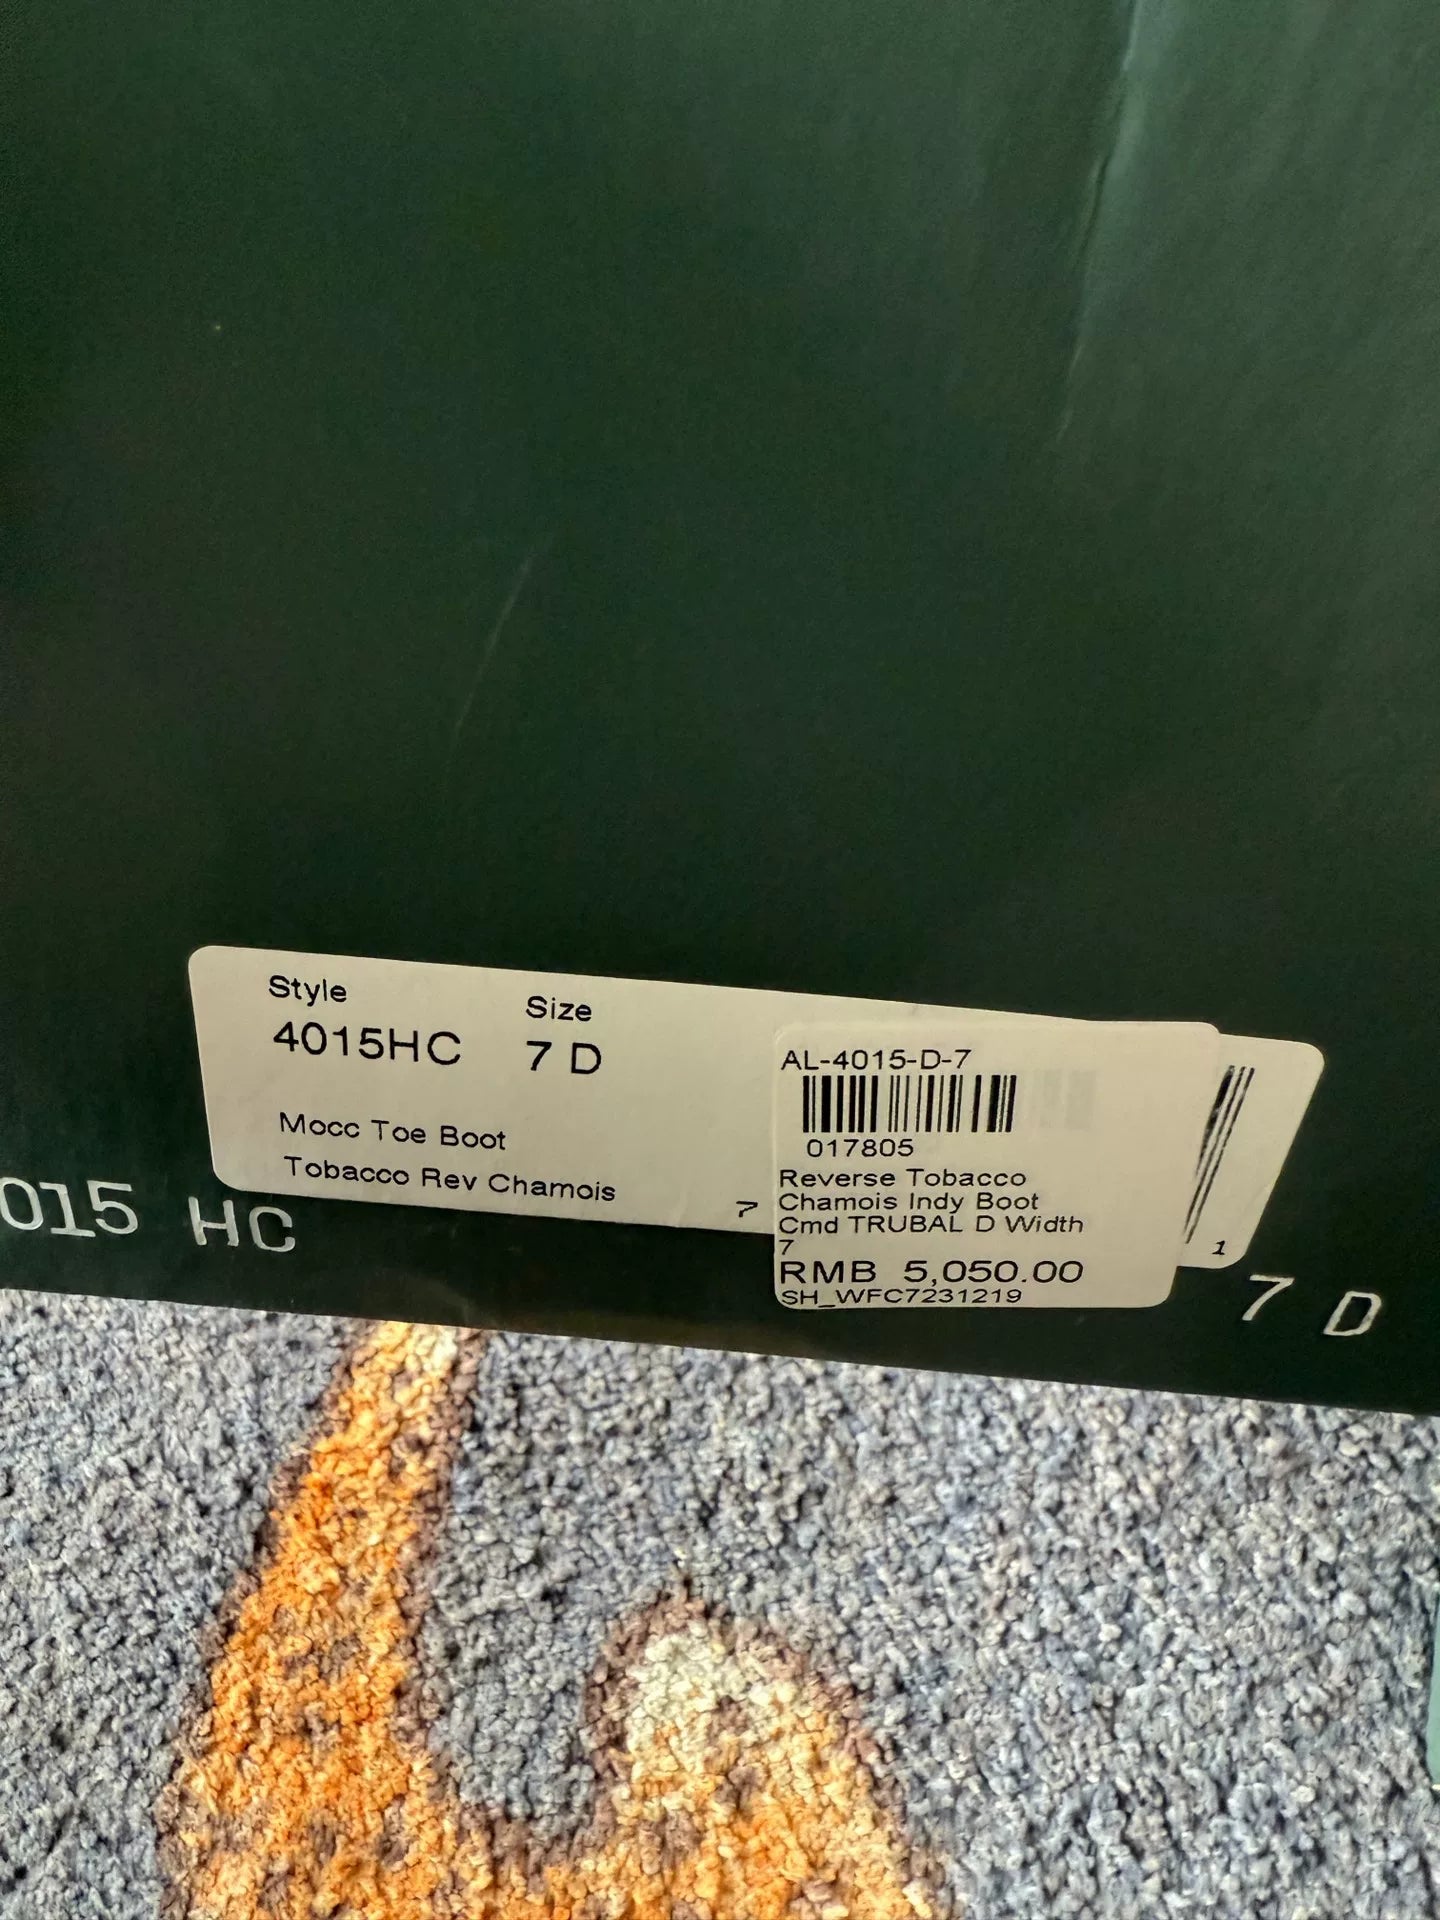 Style
4015HC
Size
7 D
Mocc Toe Boot
Tobacco Rev Chamois
7
AL-4015-D-7
017805
Reverse Tobacco
Chamois Indy Boot
Cmd TRUBAL D Width
7
RMB 5,050.00
SH_WFC7231219
1
015 HC
7 D